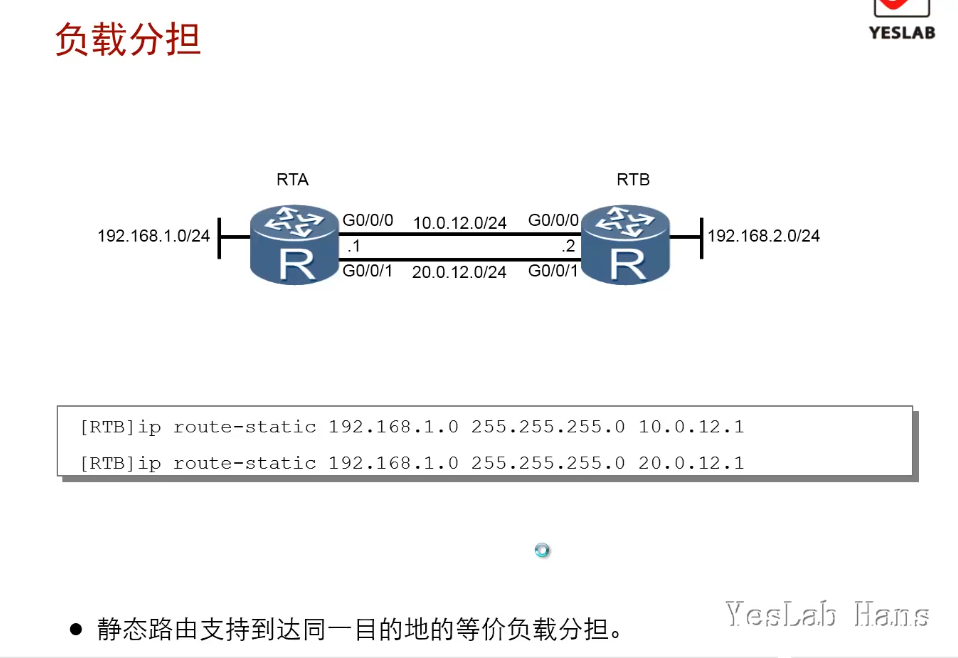 负载分担
YESLAB
RTA
RTB
G0/0/0
10.0.12.0/24
G0/0/0
192.168.1.0/24
192.168.2.0/24
.1
.2
R
R
G0/0/1
20.0.12.0/24
G0/0/1
[RTB]ip route-static 192.168.1.0 255.255.255.0 10.0.12.1
[RTB]ip route-static 192.168.1.0 255.255.255.0 20.0.12.1
YesLab Hans
● 静态路由支持到达同一目的地的等价负载分担。